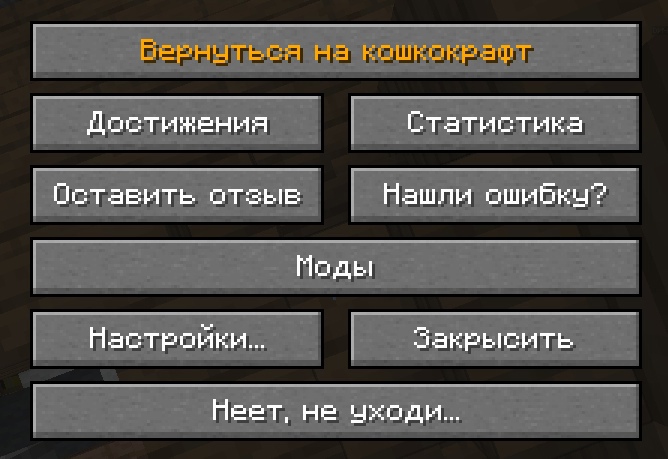 Вернуться на кошкокрафт
Достижения
Статистика
Оставить отзыв
Нашли ошибку?
Моды
Настройки...
Закрысить
Неет, не уходи...